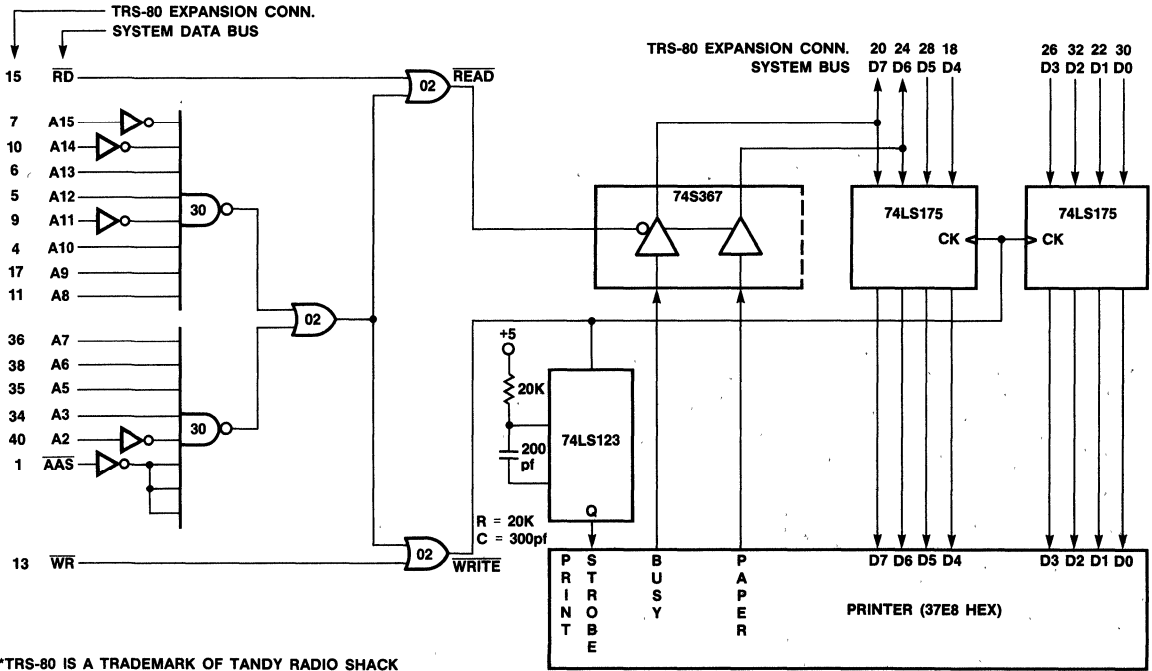 TRS-80 EXPANSION CONN.
SYSTEM DATA BUS
15 RD
7 A15
10 A14
6 A13
5 A12
9 A11
4 A10
17 A9
11 A8
30
36 A7
38 A6
35 A5
34 A3
40 A2
1 AAS
30
13 WR
02
02
READ
02
WRITE
TRS-80 EXPANSION CONN. 20 24 28 18 26 32 22 30
SYSTEM BUS D7 D6 D5 D4 D3 D2 D1 D0
74S367
74LS175
CK
74LS175
CK
+5
20K
200
pf
74LS123
Q
R = 20K
C = 300pf
PRINT
STROBE
BUSY
PAPER
D7 D6 D5 D4 D3 D2 D1 D0
PRINTER (37E8 HEX)
*TRS-80 IS A TRADEMARK OF TANDY RADIO SHACK